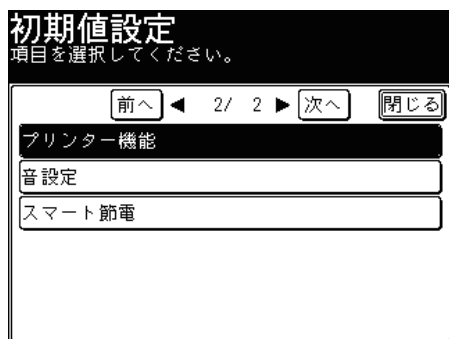 初期値設定
項目を選択してください。
前へ ◀ 2/ 2 ▶ 次へ 閉じる
プリンター機能
音設定
スマート節電